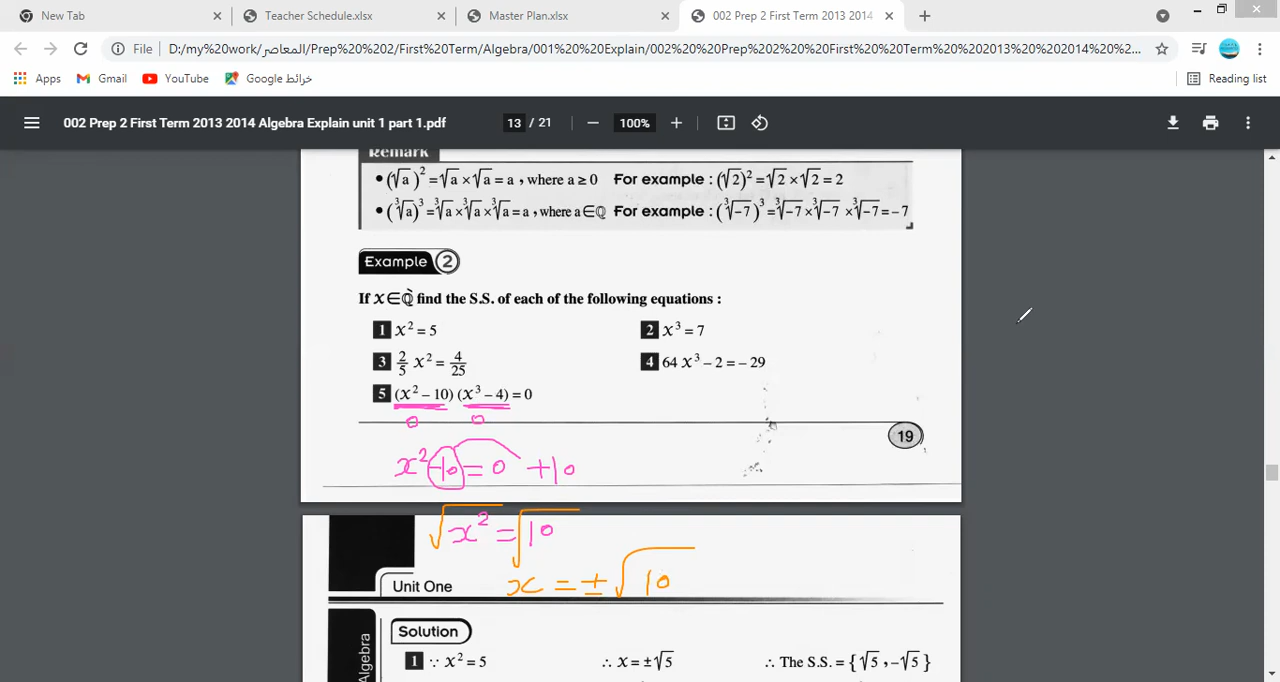 New Tab
Teacher Schedule.xlsx
Master Plan.xlsx
002 Prep 2 First Term 2013 2014
File
D:/my%20work/المعاصر/Prep%20%202/First%20Term/Algebra/001%20%20Explain/002%20%20Prep%202%20%20First%20%20Term%20%202013%20%202014%20%2...
Apps
Gmail
YouTube
خرائط Google
Reading list
002 Prep 2 First Term 2013 2014 Algebra Explain unit 1 part 1.pdf
13 / 21
100%
Remark
• (√a)² = √a × √a = a , where a ≥ 0 For example : (√2)² = √2 × √2 = 2
• (∛a)³ = ∛a × ∛a × ∛a = a , where a ∈ ℚ For example : (∛-7)³ = ∛-7 × ∛-7 × ∛-7 = -7
Example 2
If x ∈ ℚ̀ find the S.S. of each of the following equations :
1 x² = 5
2 x³ = 7
3 2/5 x² = 4/25
4 64 x³ – 2 = – 29
5 (x² – 10) (x³ – 4) = 0
0 0
19
x² -10 = 0 +10
√x² = √10
x = ± √10
Unit One
Algebra
Solution
1 ∵ x² = 5 ∴ x = ±√5 ∴ The S.S. = {√5 , –√5}